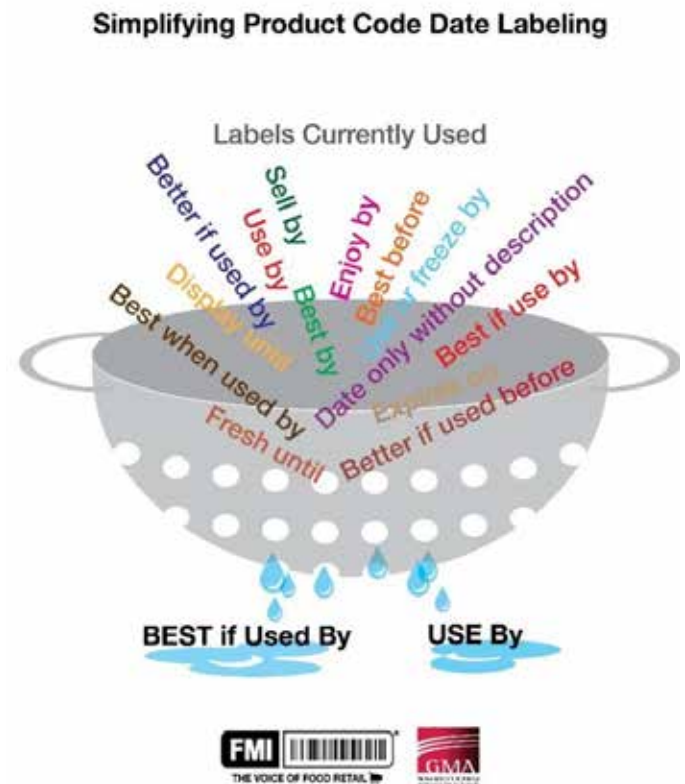 Simplifying Product Code Date Labeling
Labels Currently Used
Better if used by
Sell by
Use by
Enjoy by
Best before
or freeze by
Date only without description
Display until
Best by
Best if use by
Best when used by
Expires on
Fresh until
Better if used before
BEST if Used By
USE By
FMI
THE VOICE OF FOOD RETAIL
GMA